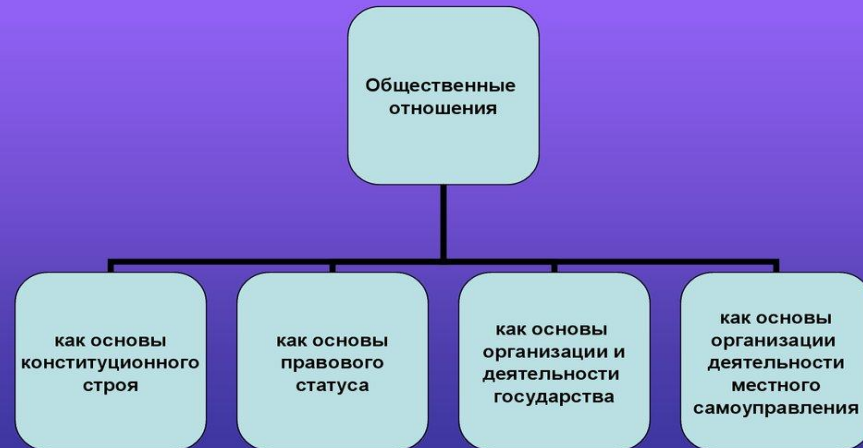 Общественные
отношения
как основы
конституционного
строя
как основы
правового
статуса
как основы
организации и
деятельности
государства
как основы
организации
деятельности
местного
самоуправления